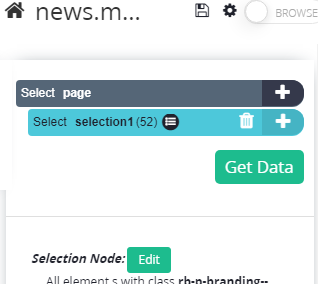 news.m...
BROWSE
Select page
Select selection1 (52)
Get Data
Selection Node: Edit
All element s with class rb-p-branding--